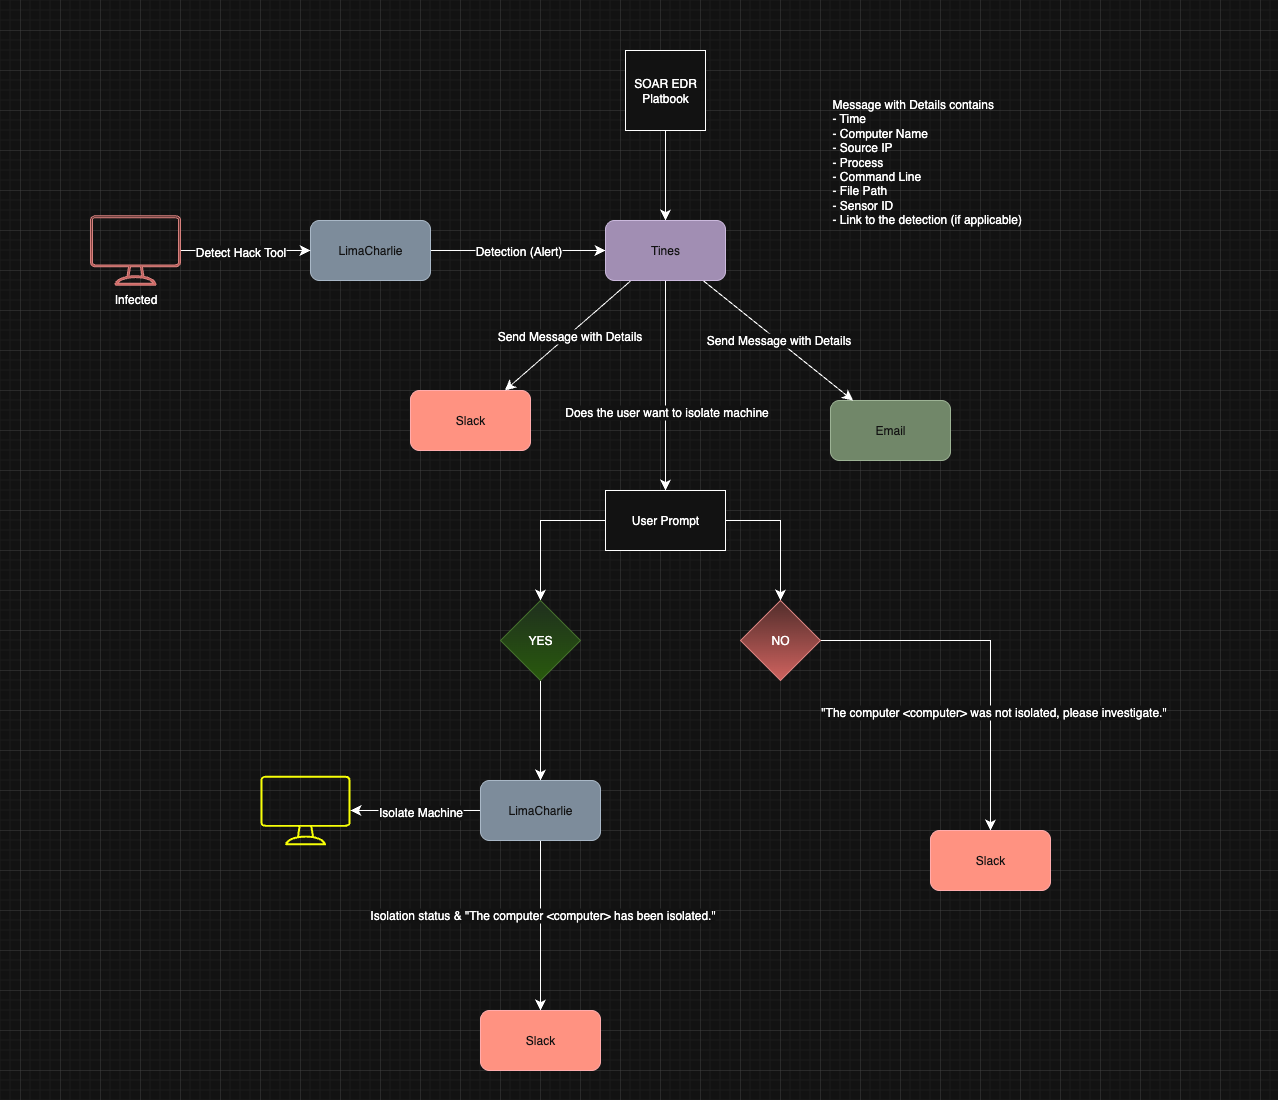 SOAR EDR
Platbook
Message with Details contains
- Time
- Computer Name
- Source IP
- Process
- Command Line
- File Path
- Sensor ID
- Link to the detection (if applicable)
Detect Hack Tool
LimaCharlie
Detection (Alert)
Tines
Infected
Send Message with Details
Send Message with Details
Slack
Does the user want to isolate machine
Email
User Prompt
YES
NO
"The computer <computer> was not isolated, please investigate."
Isolate Machine
LimaCharlie
Slack
Isolation status & "The computer <computer> has been isolated."
Slack